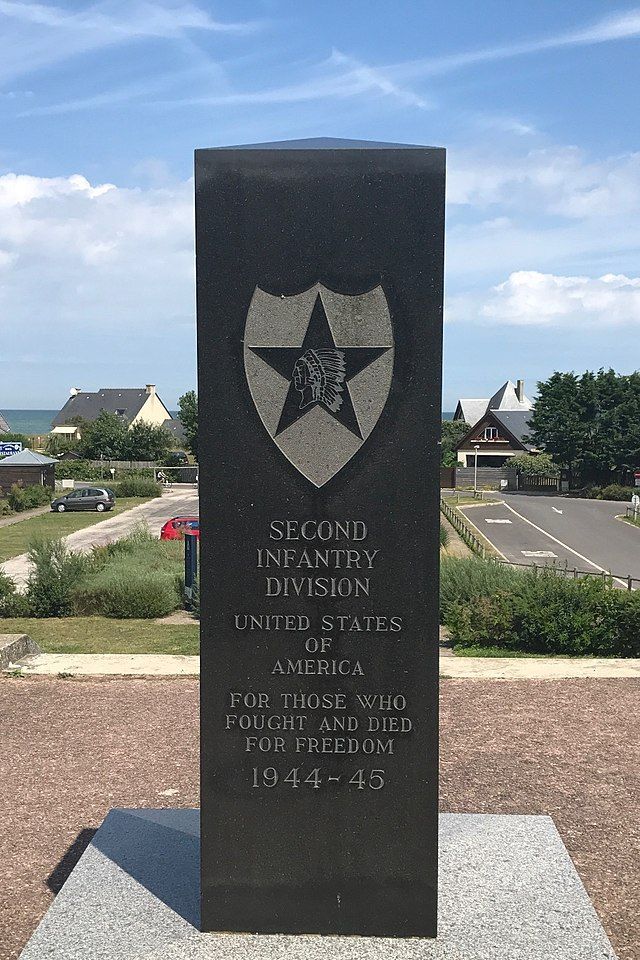 SECOND
INFANTRY
DIVISION
UNITED STATES
OF
AMERICA
FOR THOSE WHO
FOUGHT AND DIED
FOR FREEDOM
1944-45